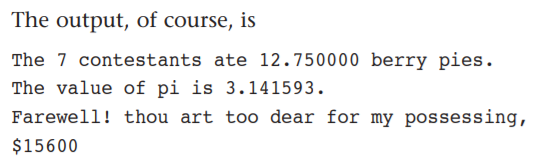 The output, of course, is
The 7 contestants ate 12.750000 berry pies.
The value of pi is 3.141593.
Farewell! thou art too dear for my possessing,
$15600